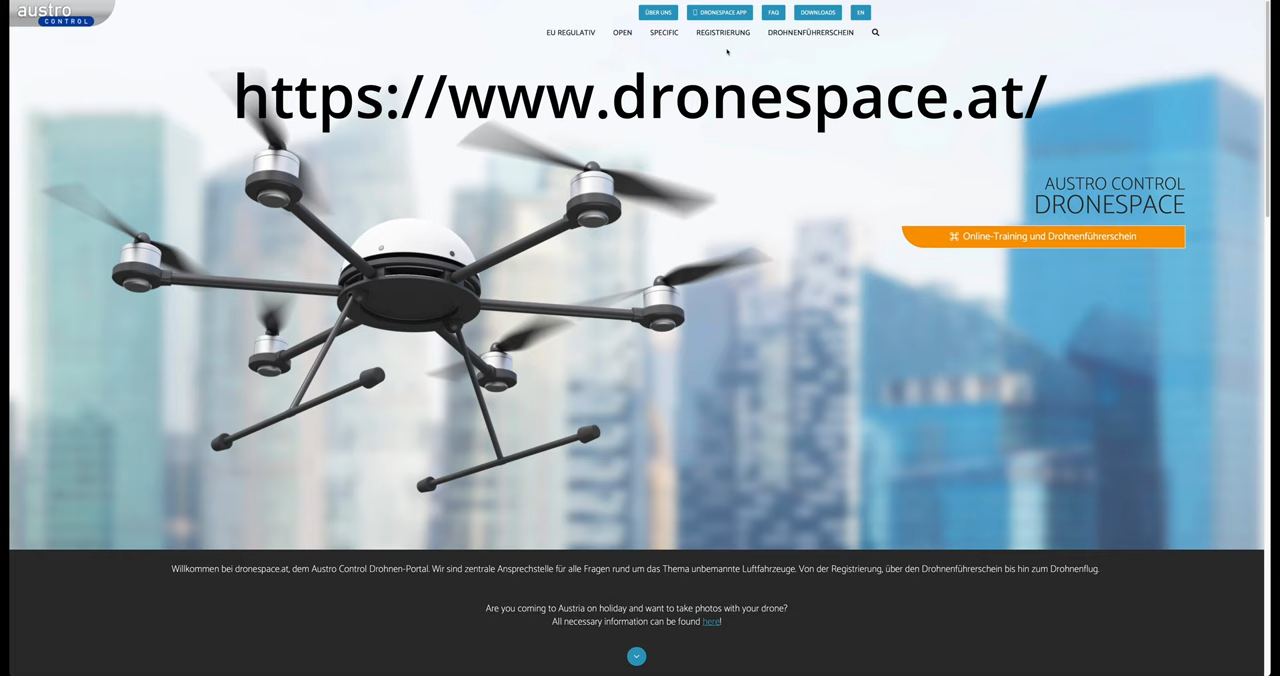 austro
CONTROL
ÜBER UNS
DRONESPACE APP
FAQ
DOWNLOADS
EN
EU REGULATIV
OPEN
SPECIFIC
REGISTRIERUNG
DROHNENFÜHRERSCHEIN
https://www.dronespace.at/
AUSTRO CONTROL
DRONESPACE
Online-Training und Drohnenführerschein
Willkommen bei dronespace.at, dem Austro Control Drohnen-Portal. Wir sind zentrale Ansprechstelle für alle Fragen rund um das Thema unbemannte Luftfahrzeuge. Von der Registrierung, über den Drohnenführerschein bis hin zum Drohnenflug.
Are you coming to Austria on holiday and want to take photos with your drone?
All necessary information can be found here!